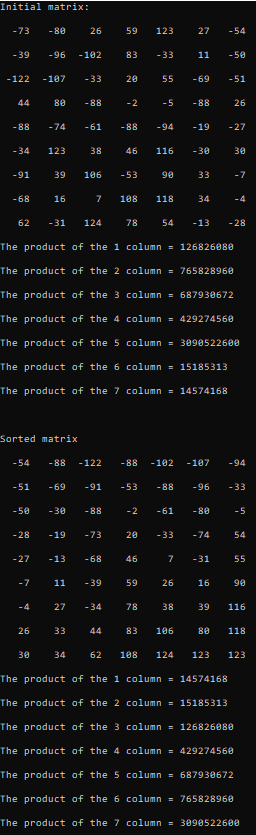 Initial matrix:
-73 -80 26 59 123 27 -54
-39 -96 -102 83 -33 11 -50
-122 -107 -33 20 55 -69 -51
44 80 -88 -2 -5 -88 26
-88 -74 -61 -88 -94 -19 -27
-34 123 38 46 116 -30 30
-91 39 106 -53 90 33 -7
-68 16 7 108 118 34 -4
62 -31 124 78 54 -13 -28
The product of the 1 column = 126826080
The product of the 2 column = 765828960
The product of the 3 column = 687930672
The product of the 4 column = 429274560
The product of the 5 column = 3090522600
The product of the 6 column = 15185313
The product of the 7 column = 14574168
Sorted matrix
-54 -88 -122 -88 -102 -107 -94
-51 -69 -91 -53 -88 -96 -33
-50 -30 -88 -2 -61 -80 -5
-28 -19 -73 20 -33 -74 54
-27 -13 -68 46 7 -31 55
-7 11 -39 59 26 16 90
-4 27 -34 78 38 39 116
26 33 44 83 106 80 118
30 34 62 108 124 123 123
The product of the 1 column = 14574168
The product of the 2 column = 15185313
The product of the 3 column = 126826080
The product of the 4 column = 429274560
The product of the 5 column = 687930672
The product of the 6 column = 765828960
The product of the 7 column = 3090522600